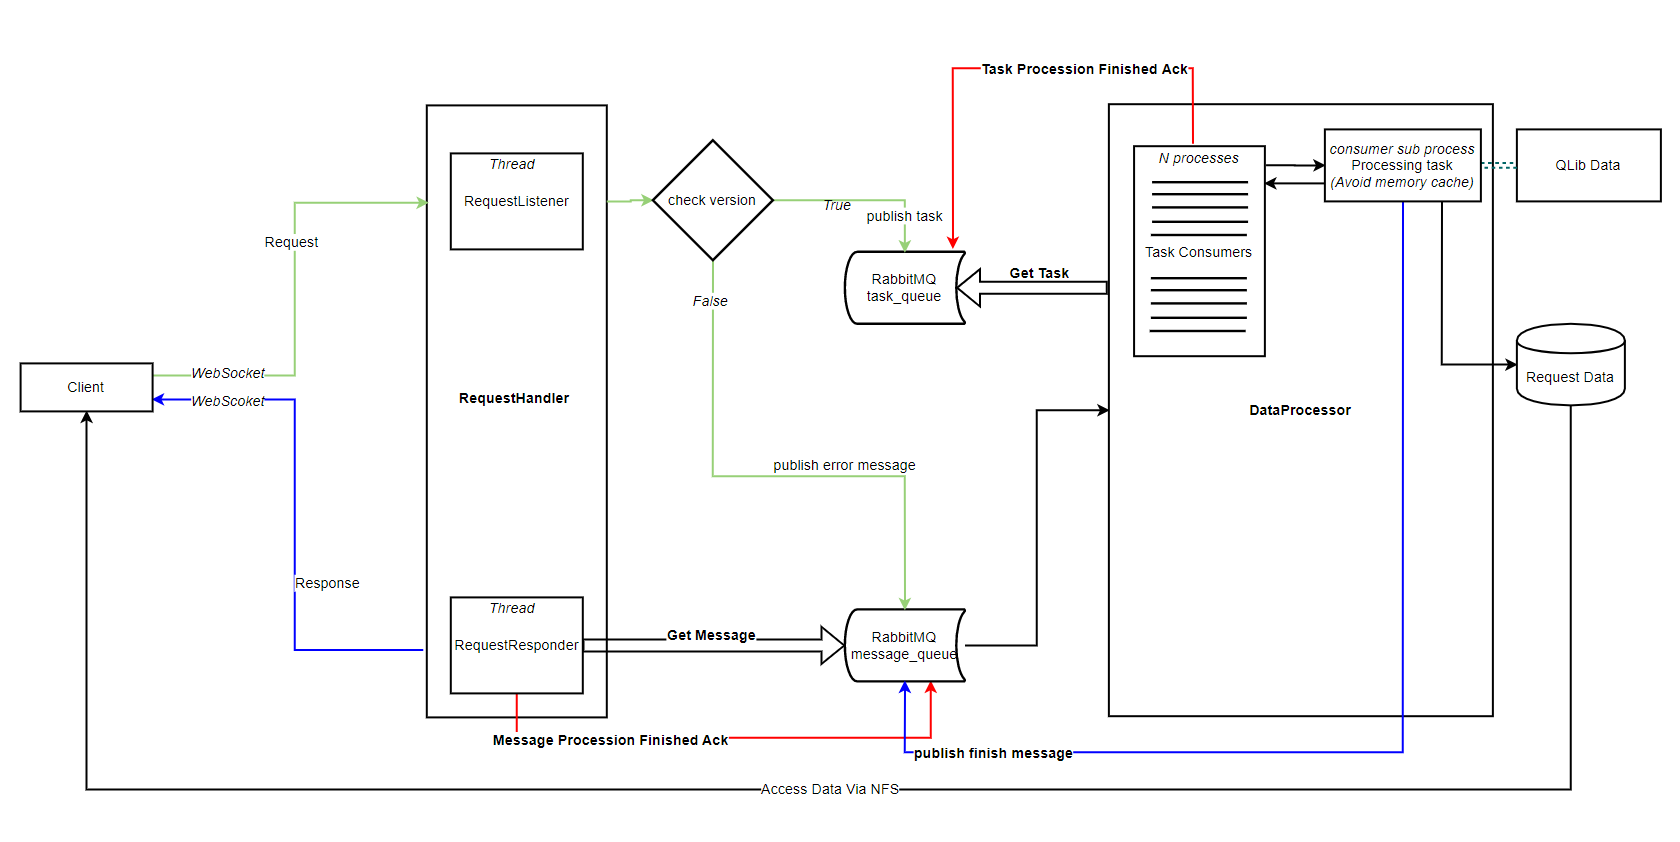 Task Procession Finished Ack
Thread
RequestListener
check version
True
publish task
N processes
consumer sub process
Processing task
(Avoid memory cache)
QLib Data
Request
False
RabbitMQ
task_queue
Get Task
Task Consumers
Client
WebSocket
WebScoket
RequestHandler
DataProcessor
Request Data
publish error message
Response
Thread
RequestResponder
Get Message
RabbitMQ
message_queue
Message Procession Finished Ack
publish finish message
Access Data Via NFS